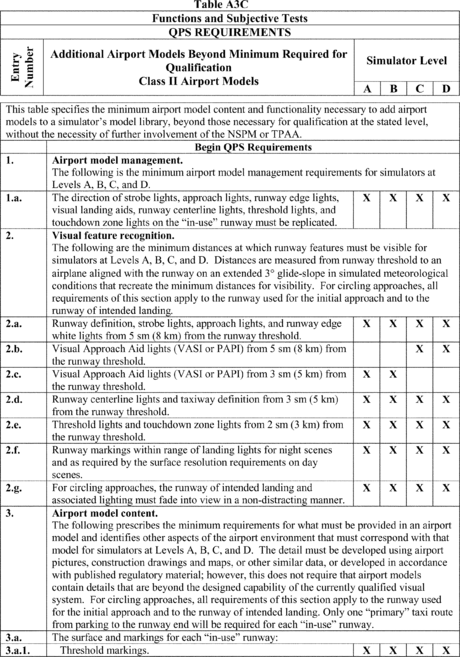 Table A3C
Functions and Subjective Tests
QPS REQUIREMENTS
Entry
Number
Additional Airport Models Beyond Minimum Required for
Qualification
Class II Airport Models
Simulator Level
A B C D
This table specifies the minimum airport model content and functionality necessary to add airport
models to a simulator's model library, beyond those necessary for qualification at the stated level,
without the necessity of further involvement of the NSPM or TPAA.
Begin QPS Requirements
1. Airport model management.
The following is the minimum airport model management requirements for simulators at
Levels A, B, C, and D.
1.a. The direction of strobe lights, approach lights, runway edge lights, X X X X
visual landing aids, runway centerline lights, threshold lights, and
touchdown zone lights on the "in-use" runway must be replicated.
2. Visual feature recognition.
The following are the minimum distances at which runway features must be visible for
simulators at Levels A, B, C, and D. Distances are measured from runway threshold to an
airplane aligned with the runway on an extended 3° glide-slope in simulated meteorological
conditions that recreate the minimum distances for visibility. For circling approaches, all
requirements of this section apply to the runway used for the initial approach and to the
runway of intended landing.
2.a. Runway definition, strobe lights, approach lights, and runway edge X X X X
white lights from 5 sm (8 km) from the runway threshold.
2.b. Visual Approach Aid lights (VASI or PAPI) from 5 sm (8 km) from X X
the runway threshold.
2.c. Visual Approach Aid lights (VASI or PAPI) from 3 sm (5 km) from X X
the runway threshold.
2.d. Runway centerline lights and taxiway definition from 3 sm (5 km) X X X X
from the runway threshold.
2.e. Threshold lights and touchdown zone lights from 2 sm (3 km) from X X X X
the runway threshold.
2.f. Runway markings within range of landing lights for night scenes X X X X
and as required by the surface resolution requirements on day
scenes.
2.g. For circling approaches, the runway of intended landing and X X X X
associated lighting must fade into view in a non-distracting manner.
3. Airport model content.
The following prescribes the minimum requirements for what must be provided in an airport
model and identifies other aspects of the airport environment that must correspond with that
model for simulators at Levels A, B, C, and D. The detail must be developed using airport
pictures, construction drawings and maps, or other similar data, or developed in accordance
with published regulatory material; however, this does not require that airport models
contain details that are beyond the designed capability of the currently qualified visual
system. For circling approaches, all requirements of this section apply to the runway used
for the initial approach and to the runway of intended landing. Only one "primary" taxi route
from parking to the runway end will be required for each "in-use" runway.
3.a. The surface and markings for each "in-use" runway:
3.a.1. Threshold markings. X X X X